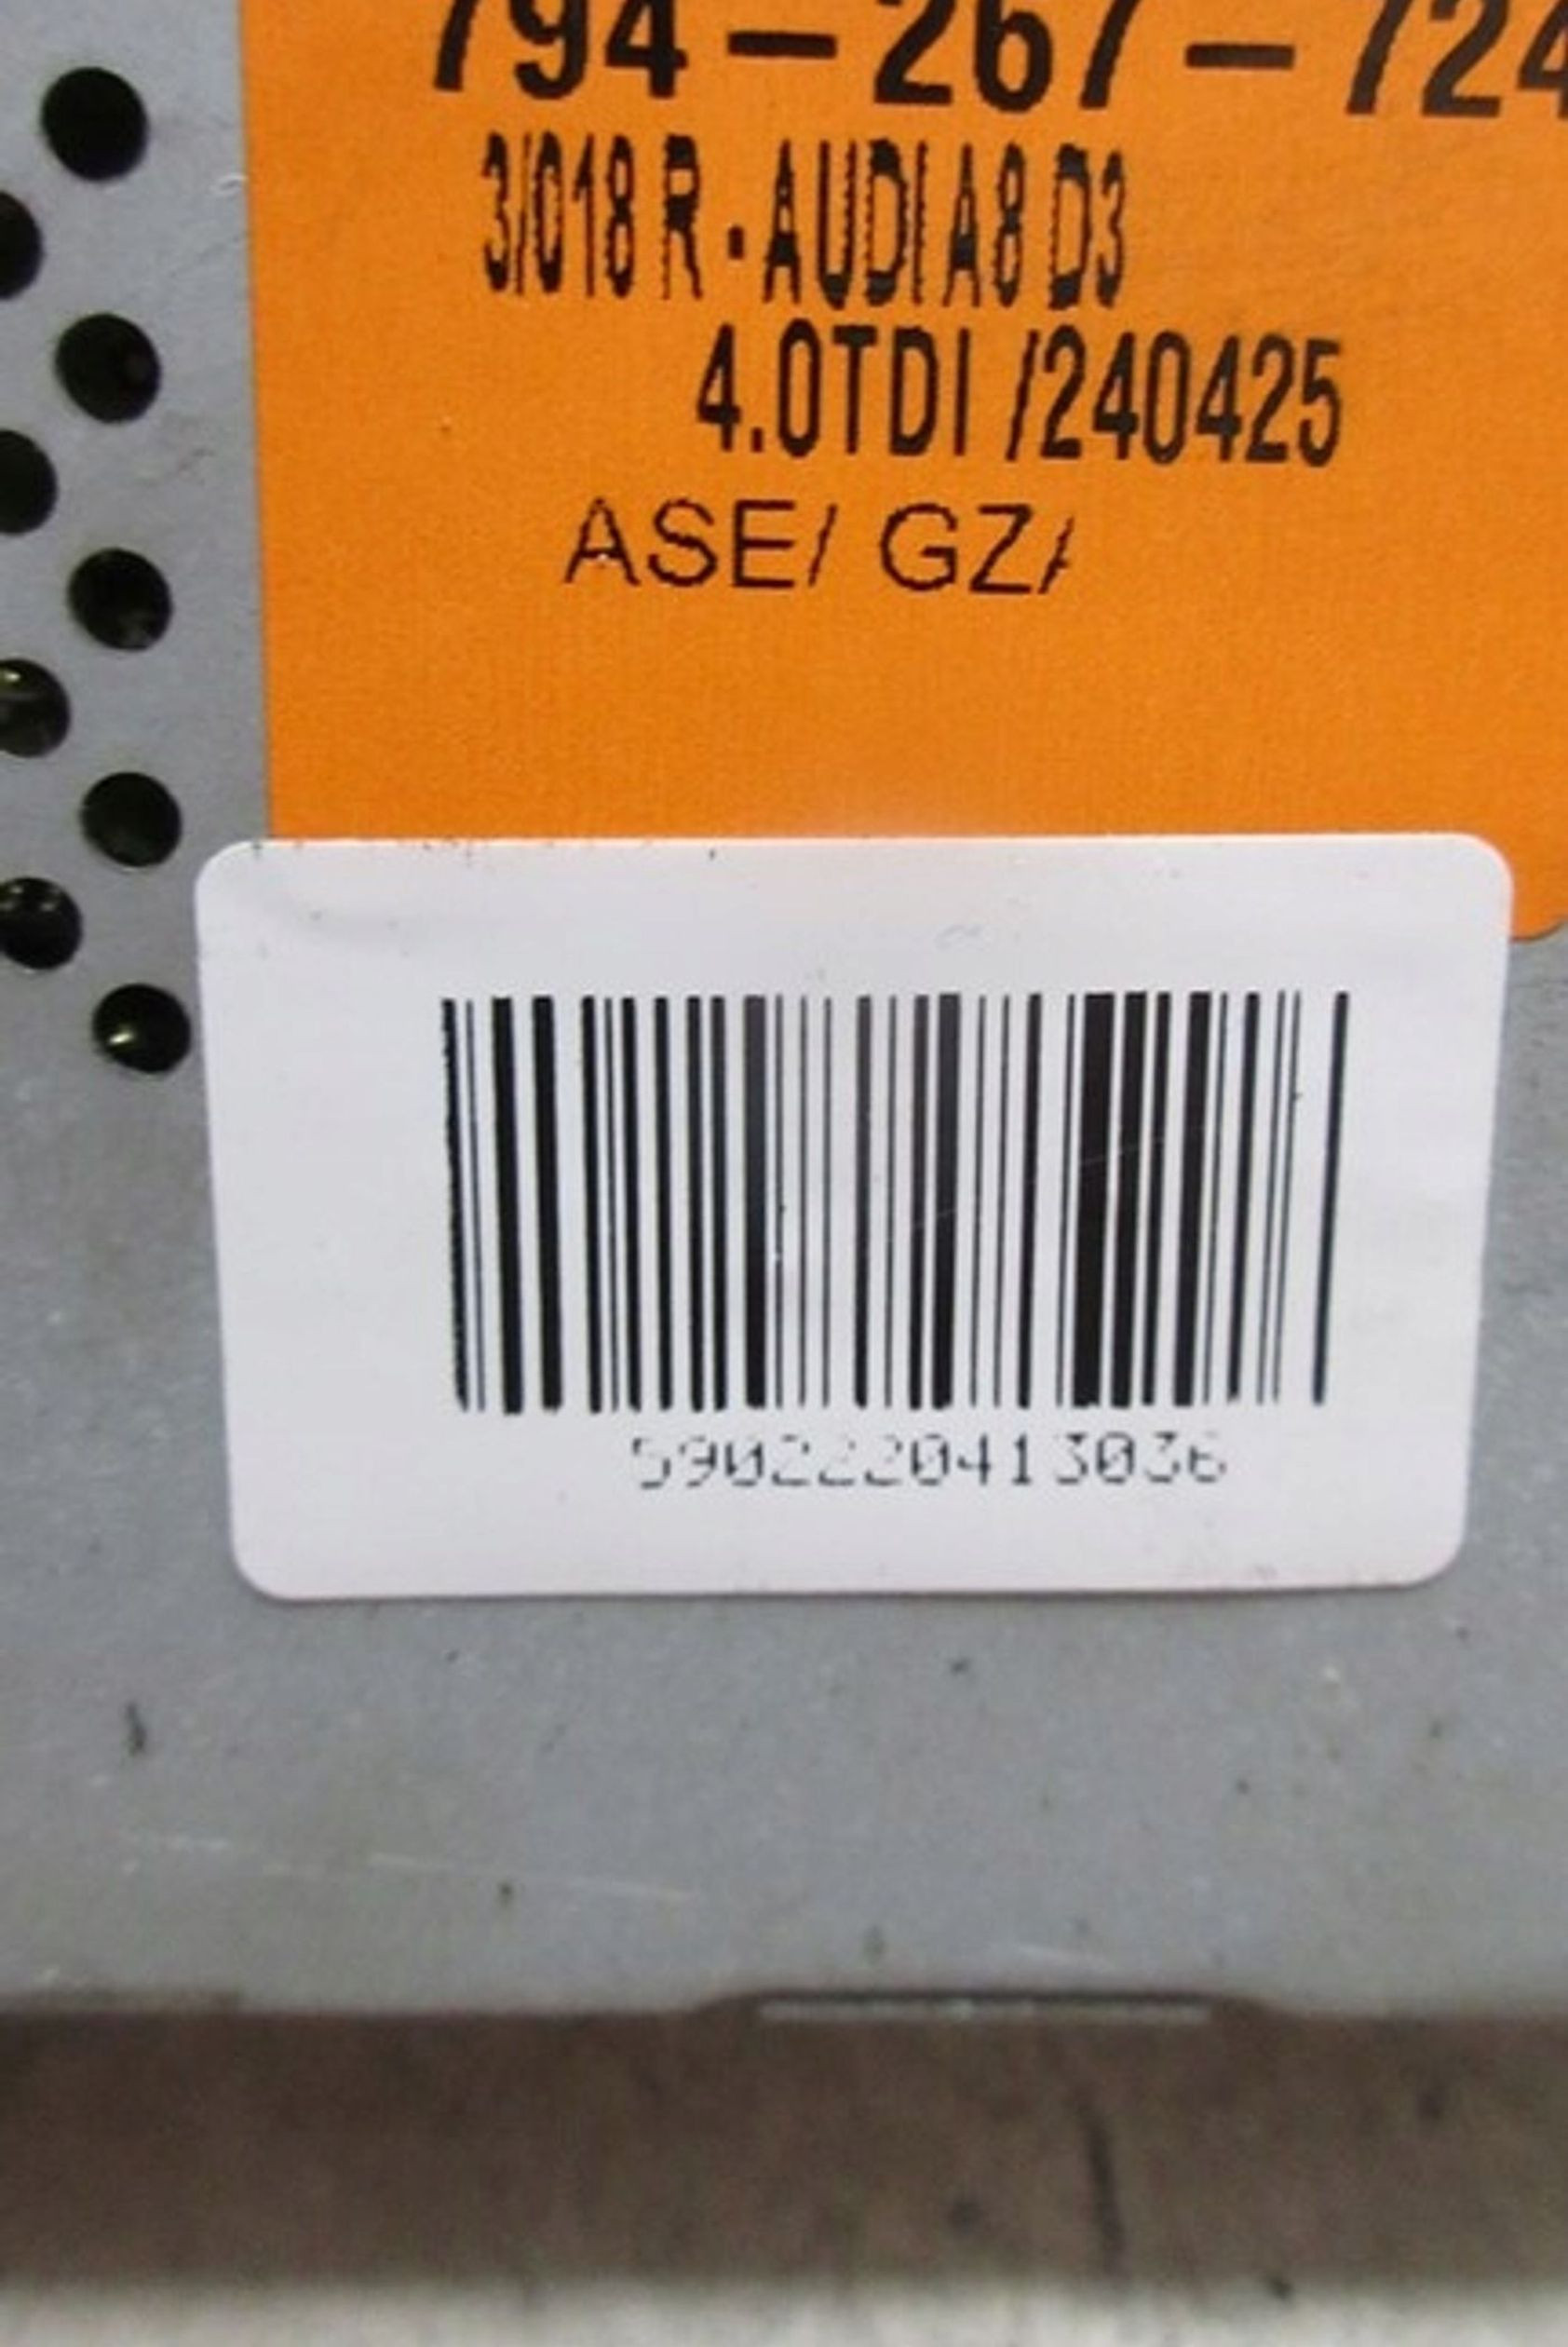 794-267-724
3/018 R - AUDI A8 D3
4.0TDI /240425
ASE/ GZ/
5902220413036